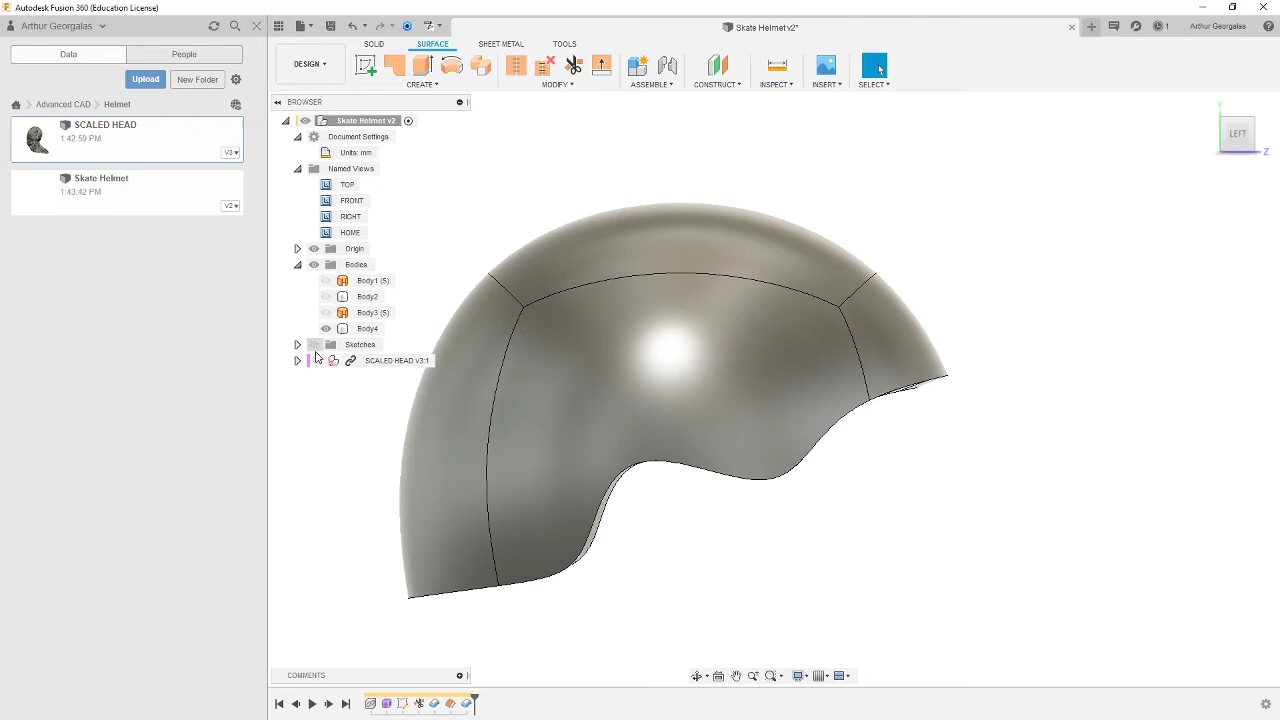 Autodesk Fusion 360 (Education License)
Arthur Georgalas
Skate Helmet v2*
1
Arthur Georgalas
Data
People
Upload
New Folder
Advanced CAD
Helmet
SCALED HEAD
1:42:59 PM
V3
Skate Helmet
1:43:42 PM
V2
DESIGN
SOLID
SURFACE
SHEET METAL
TOOLS
CREATE
MODIFY
ASSEMBLE
CONSTRUCT
INSPECT
INSERT
SELECT
BROWSER
Skate Helmet v2
Document Settings
Units: mm
Named Views
TOP
FRONT
RIGHT
HOME
Origin
Bodies
Body1 (5)
Body2
Body3 (5)
Body4
Sketches
SCALED HEAD v3:1
Y
LEFT
Z
COMMENTS